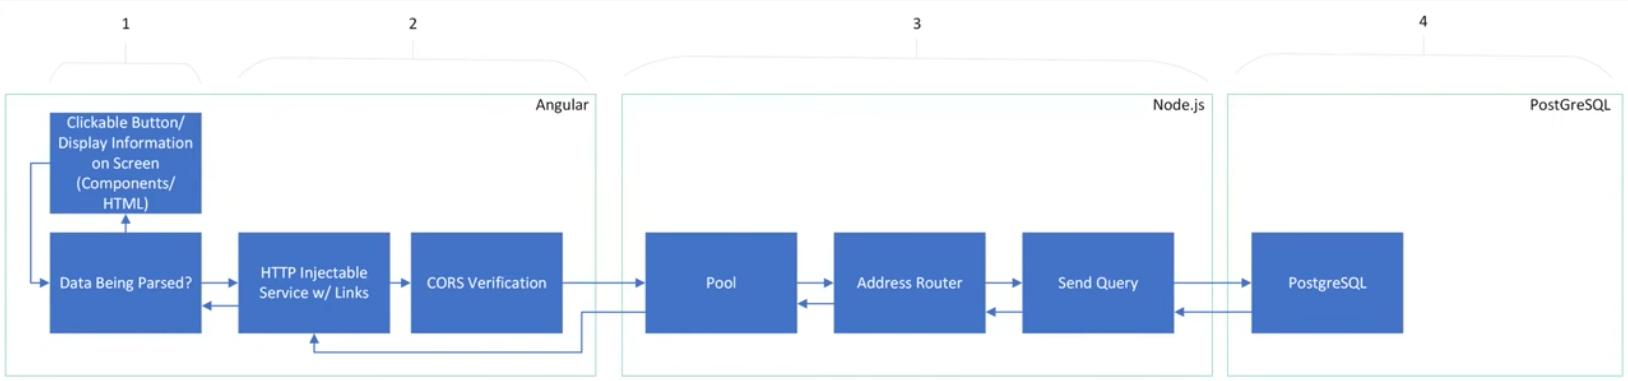 1
2
3
4
Angular
Node.js
PostGreSQL
Clickable Button/
Display Information
on Screen
(Components/
HTML)
Data Being Parsed?
HTTP Injectable
Service w/ Links
CORS Verification
Pool
Address Router
Send Query
PostgreSQL